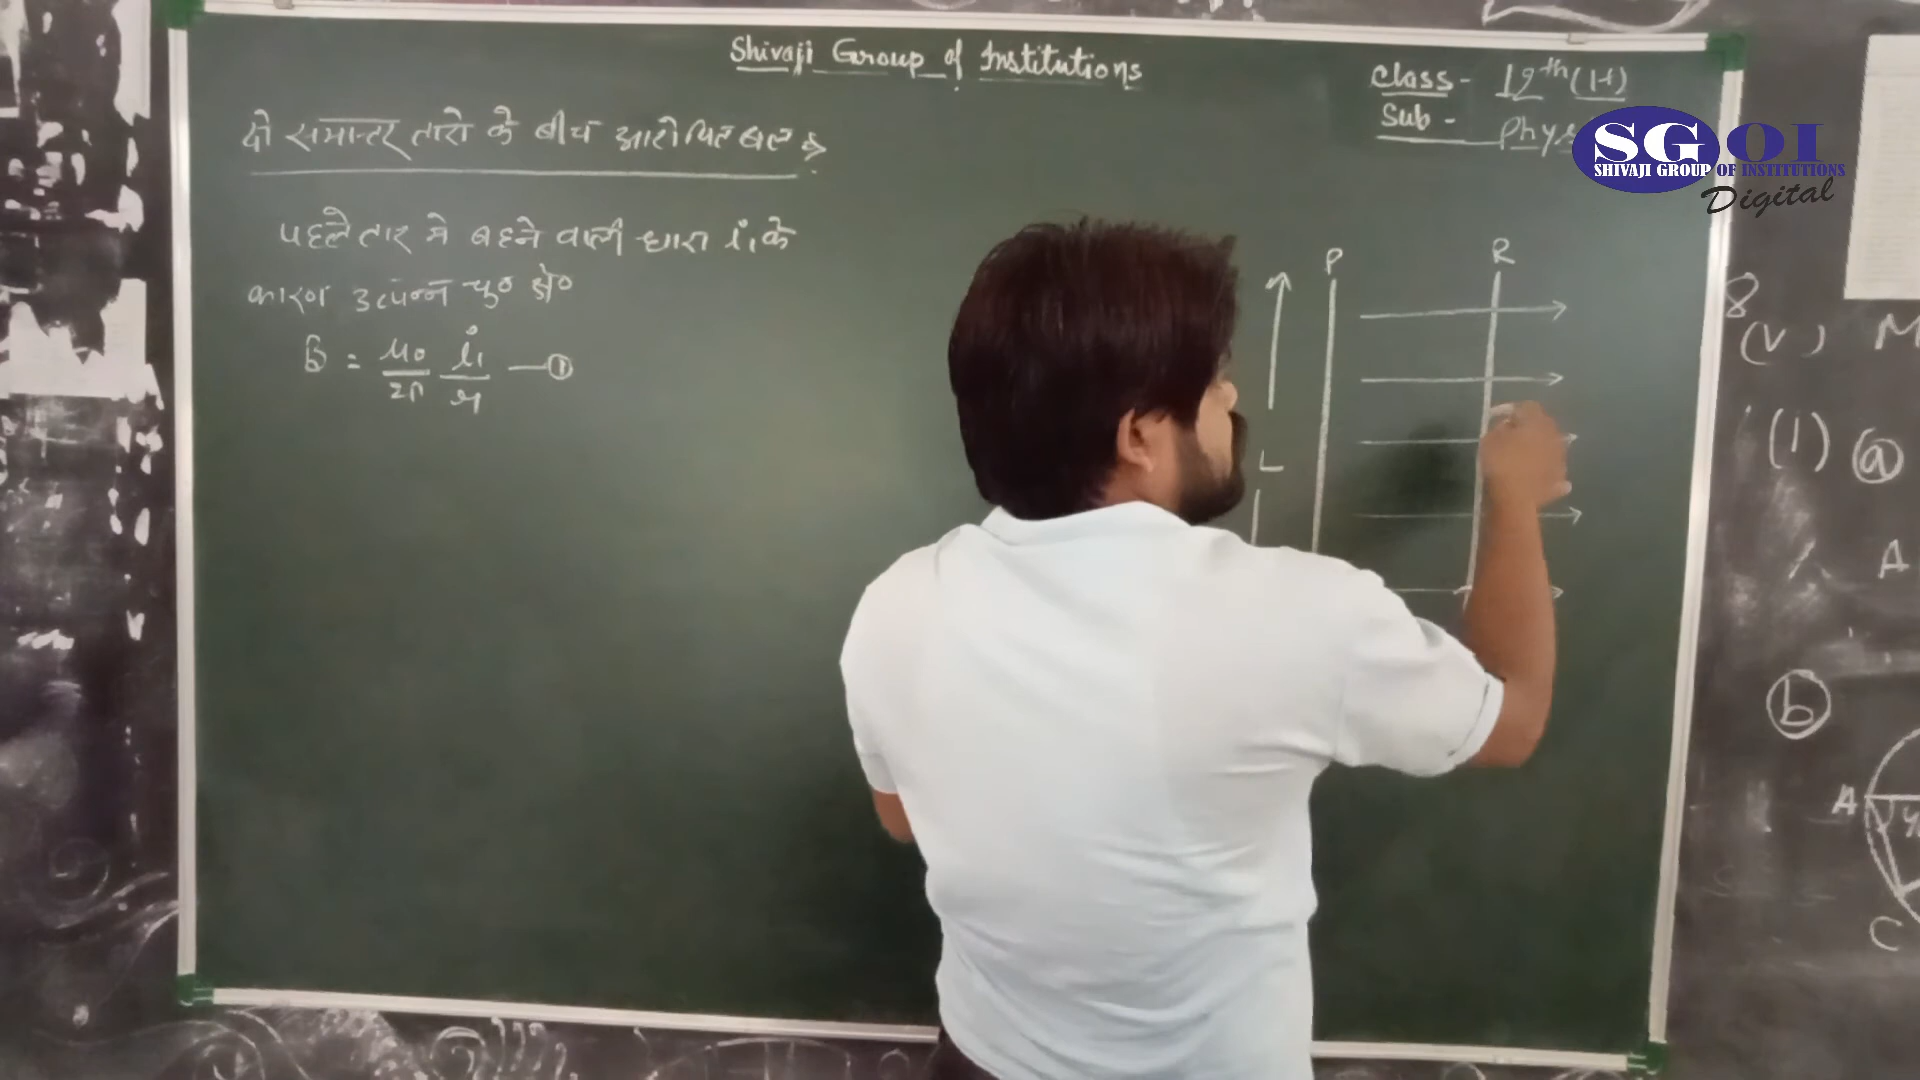 Shivaji Group of Institutions
Class - 12th (H)
Sub - Phys
SGOI
SHIVAJI GROUP OF INSTITUTIONS
Digital
दो समान्तर तारो के बीच आरोपित बल →
पहले तार मे बहने वाली धारा i₁ के
कारण उत्पन्न चु० क्षे०
B = μ₀/2π i₁/r —①
P R
L
8
(v) M
(1) (a)
A
(b)
A
C